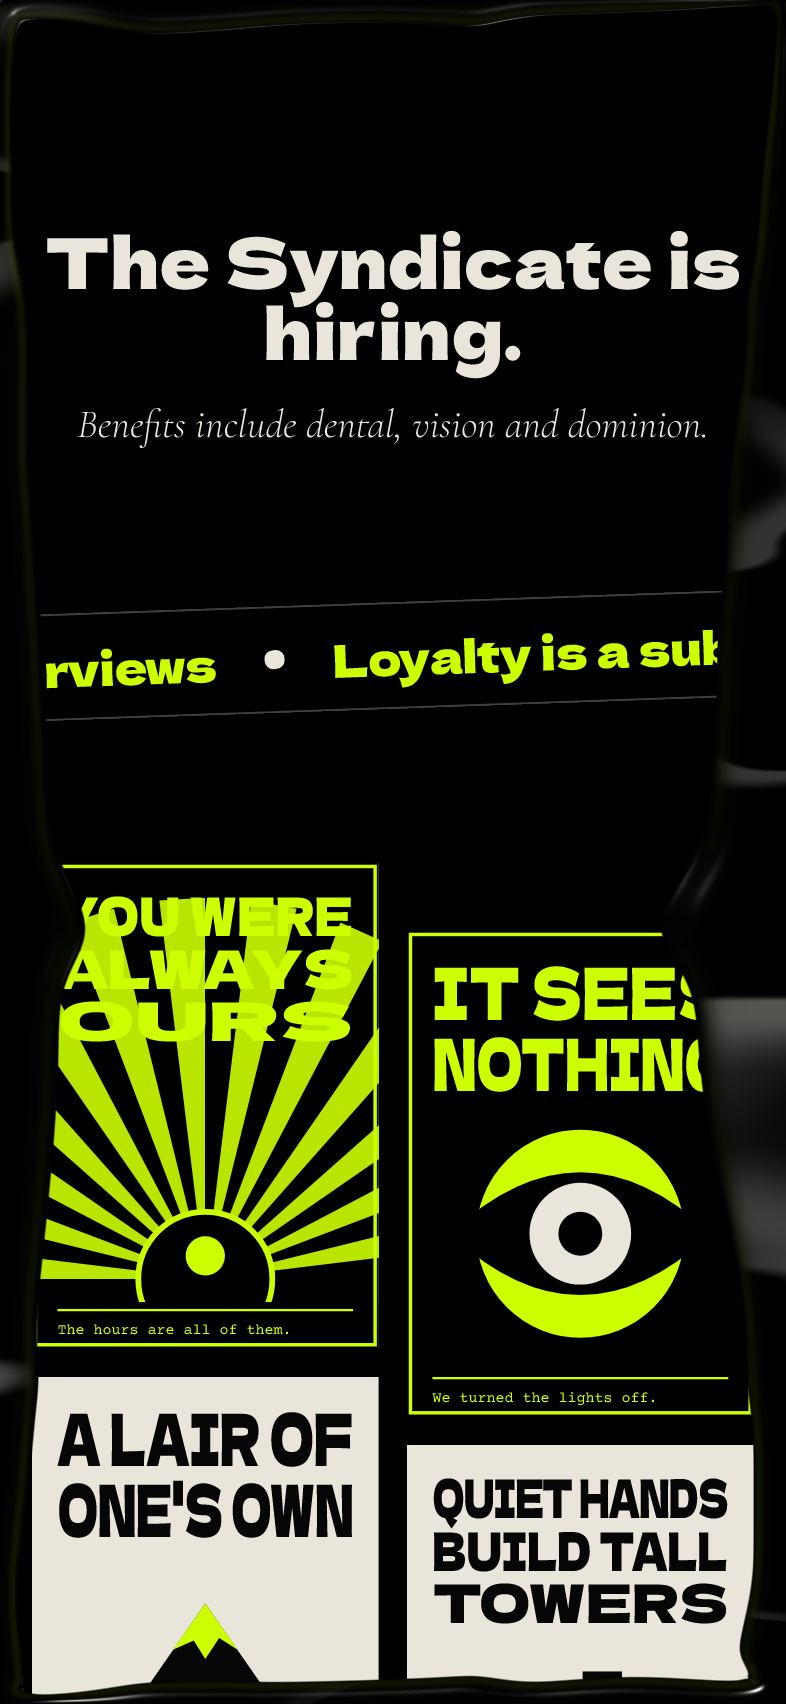 The Syndicate is
hiring.
Benefits include dental, vision and dominion.
rviews • Loyalty is a sub
YOU WERE
ALWAYS
OURS
The hours are all of them.
IT SEES
NOTHING
We turned the lights off.
A LAIR OF
ONE'S OWN
QUIET HANDS
BUILD TALL
TOWERS